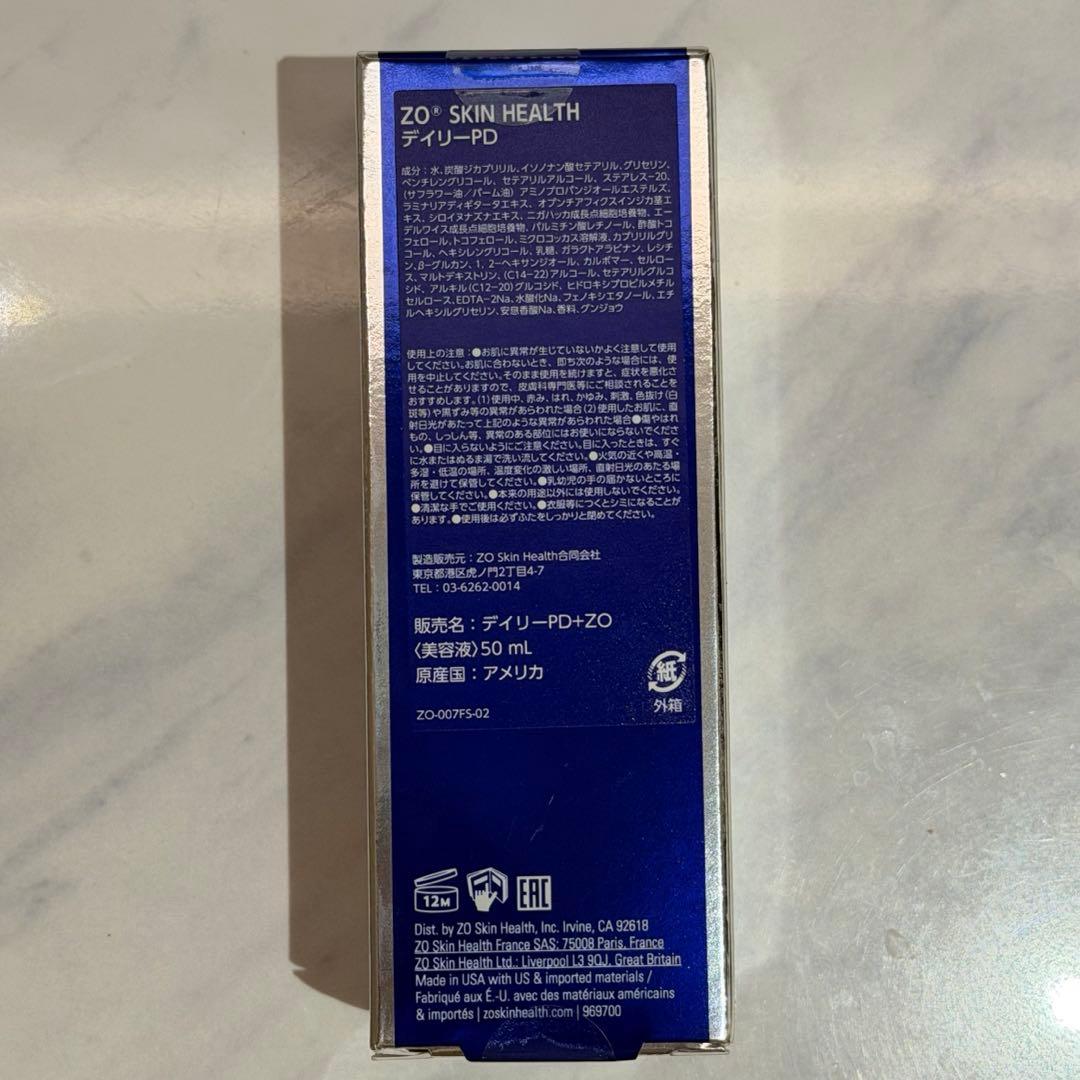 ZO® SKIN HEALTH
デイリーPD
成分：水、炭酸ジカプリリル、イソノナン酸セテアリル、グリセリン、
ペンチレングリコール、セテアリルアルコール、ステアレス-20、
(サフラワー油／パーム油) アミノプロパンジオールエステルズ、
ラミナリアディギタータエキス、オプンチアフィクスインジカ茎エ
キス、シロイヌナズナエキス、ニガハッカ成長点細胞培養物、エー
デルワイス成長点細胞培養物、パルミチン酸レチノール、酢酸トコ
フェロール、トコフェロール、ミクロコッカス溶解液、カプリリルグリ
コール、ヘキシレングリコール、乳糖、ガラクトアラビナン、レシチ
ン、β-グルカン、1、2-ヘキサンジオール、カルボマー、セルロー
ス、マルトデキストリン、(C14-22)アルコール、セテアリルグルコ
シド、アルキル(C12-20)グルコシド、ヒドロキシプロピルメチル
セルロース、EDTA-2Na、水酸化Na、フェノキシエタノール、エチ
ルヘキシルグリセリン、安息香酸Na、香料、グンジョウ
使用上の注意：●お肌に異常が生じていないかよく注意して使用
してください。お肌に合わないとき、即ち次のような場合には、使
用を中止してください。そのまま使用を続けますと、症状を悪化さ
せることがありますので、皮膚科専門医等にご相談されることを
おすすめします。(1)使用中、赤み、はれ、かゆみ、刺激、色抜け(白
斑等)や黒ずみ等の異常があらわれた場合(2)使用したお肌に、直
射日光があたって上記のような異常があらわれた場合●傷やはれ
もの、しっしん等、異常のある部位にはお使いにならないでくださ
い。●目に入らないようにご注意ください。目に入ったときは、すぐ
に水またはぬるま湯で洗い流してください。●火気の近くや高温・
多湿・低温の場所、温度変化の激しい場所、直射日光のあたる場
所を避けて保管してください。●乳幼児の手の届かないところに
保管してください。●本来の用途以外には使用しないでください。
●清潔な手でご使用ください。●衣服等につくとシミになることが
あります。●使用後は必ずふたをしっかりと閉めてください。
製造販売元：ZO Skin Health合同会社
東京都港区虎ノ門2丁目4-7
TEL：03-6262-0014
販売名：デイリーPD+ZO
〈美容液〉50 mL
原産国：アメリカ
紙
外箱
ZO-007FS-02
12M
EAC
Dist. by ZO Skin Health, Inc. Irvine, CA 92618
ZO Skin Health France SAS: 75008 Paris, France
ZO Skin Health Ltd.: Liverpool L3 9QJ, Great Britain
Made in USA with US & imported materials /
Fabriqué aux É.-U. avec des matériaux américains
& importés | zoskinhealth.com | 969700